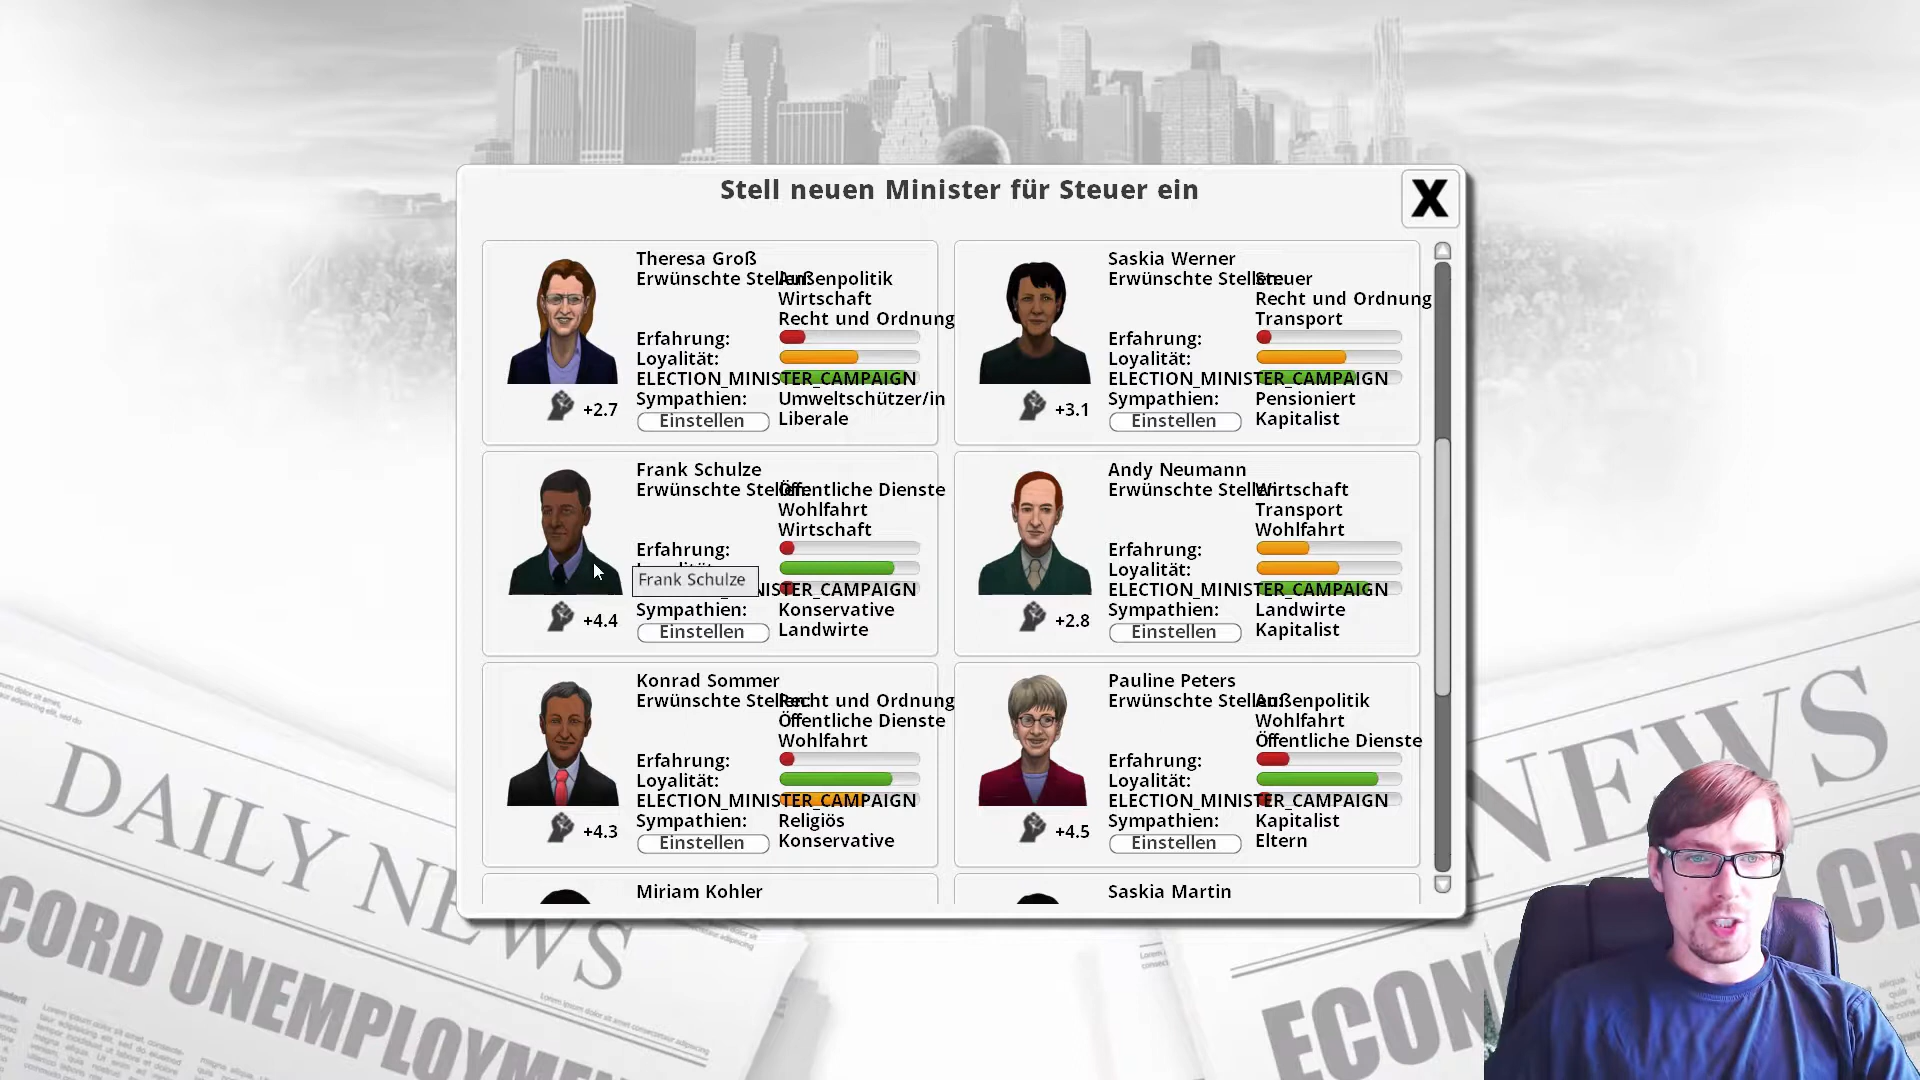 Stell neuen Minister für Steuer ein
X
Theresa Groß
Erwünschte Stellen:
Außenpolitik
Wirtschaft
Recht und Ordnung
Erfahrung:
Loyalität:
ELECTION_MINISTER_CAMPAIGN
Sympathien:
Umweltschützer/in
Liberale
+2.7
Einstellen
Saskia Werner
Erwünschte Stellen:
Steuer
Recht und Ordnung
Transport
Erfahrung:
Loyalität:
ELECTION_MINISTER_CAMPAIGN
Sympathien:
Pensioniert
Kapitalist
+3.1
Einstellen
Frank Schulze
Erwünschte Stellen:
Öffentliche Dienste
Wohlfahrt
Wirtschaft
Erfahrung:
Frank Schulze
Sympathien:
Konservative
Landwirte
+4.4
Einstellen
Andy Neumann
Erwünschte Stellen:
Wirtschaft
Transport
Wohlfahrt
Erfahrung:
Loyalität:
ELECTION_MINISTER_CAMPAIGN
Sympathien:
Landwirte
Kapitalist
+2.8
Einstellen
Konrad Sommer
Erwünschte Stellen:
Recht und Ordnung
Öffentliche Dienste
Wohlfahrt
Erfahrung:
Loyalität:
ELECTION_MINISTER_CAMPAIGN
Sympathien:
Religiös
Konservative
+4.3
Einstellen
Pauline Peters
Erwünschte Stellen:
Außenpolitik
Wohlfahrt
Öffentliche Dienste
Erfahrung:
Loyalität:
ELECTION_MINISTER_CAMPAIGN
Sympathien:
Kapitalist
Eltern
+4.5
Einstellen
Miriam Kohler
Saskia Martin
DAILY NEWS
CORD UNEMPLOYME
NEWS
ECON
CR